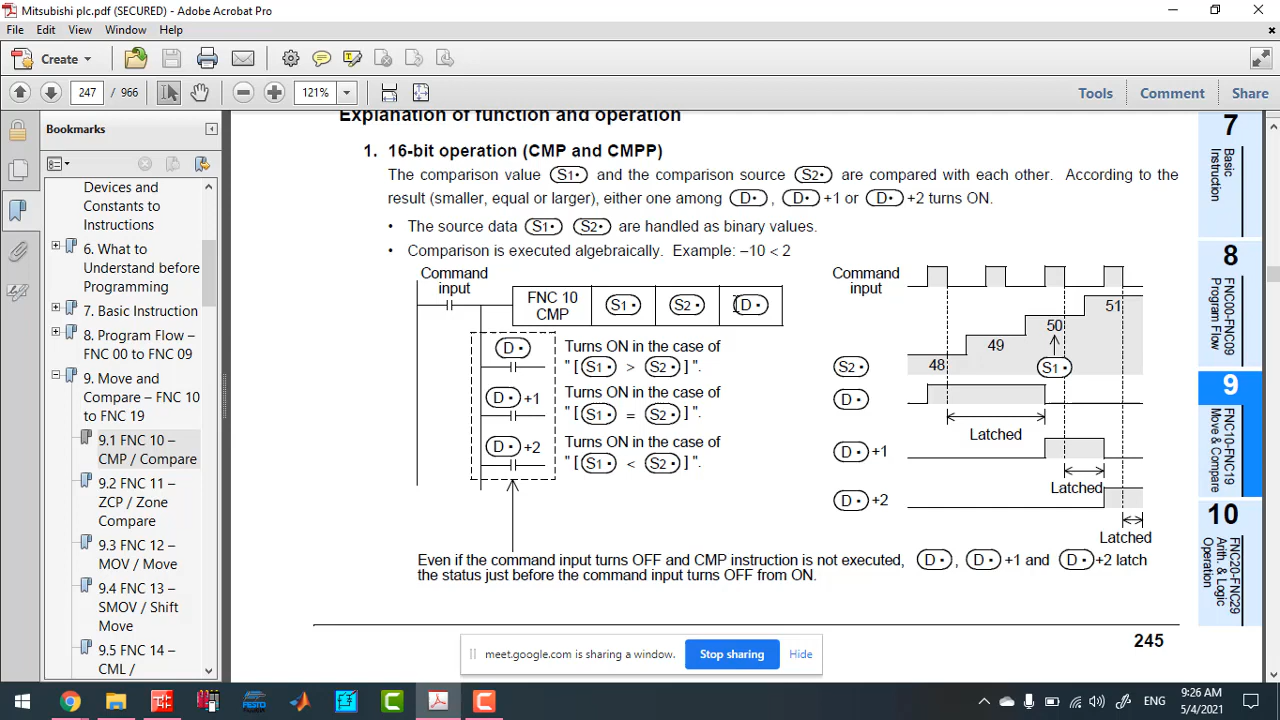 Mitsubishi plc.pdf (SECURED) - Adobe Acrobat Pro
File Edit View Window Help
Create
247 / 966 121% Tools Comment Share
Bookmarks
Devices and
Constants to
Instructions
6. What to
Understand before
Programming
7. Basic Instruction
8. Program Flow –
FNC 00 to FNC 09
9. Move and
Compare – FNC 10
to FNC 19
9.1 FNC 10 –
CMP / Compare
9.2 FNC 11 –
ZCP / Zone
Compare
9.3 FNC 12 –
MOV / Move
9.4 FNC 13 –
SMOV / Shift
Move
9.5 FNC 14 –
CML /
Explanation of function and operation
1. 16-bit operation (CMP and CMPP)
The comparison value S1• and the comparison source S2• are compared with each other. According to the
result (smaller, equal or larger), either one among D• , D• +1 or D• +2 turns ON.
• The source data S1• S2• are handled as binary values.
• Comparison is executed algebraically. Example: –10 < 2
Command
input
FNC 10
CMP
S1• S2• D•
D•
Turns ON in the case of
" [ S1• > S2• ] ".
D• +1
Turns ON in the case of
" [ S1• = S2• ] ".
D• +2
Turns ON in the case of
" [ S1• < S2• ] ".
Command
input
S2• 48 49 50 51
S1•
D•
Latched
D• +1
Latched
D• +2
Latched
Even if the command input turns OFF and CMP instruction is not executed, D• , D• +1 and D• +2 latch
the status just before the command input turns OFF from ON.
245
7
Basic
Instruction
8
FNC00-FNC09
Program Flow
9
FNC10-FNC19
Move & Compare
10
FNC20-FNC29
Arith. & Logic
Operation
meet.google.com is sharing a window. Stop sharing Hide
FESTO
ENG
9:26 AM
5/4/2021